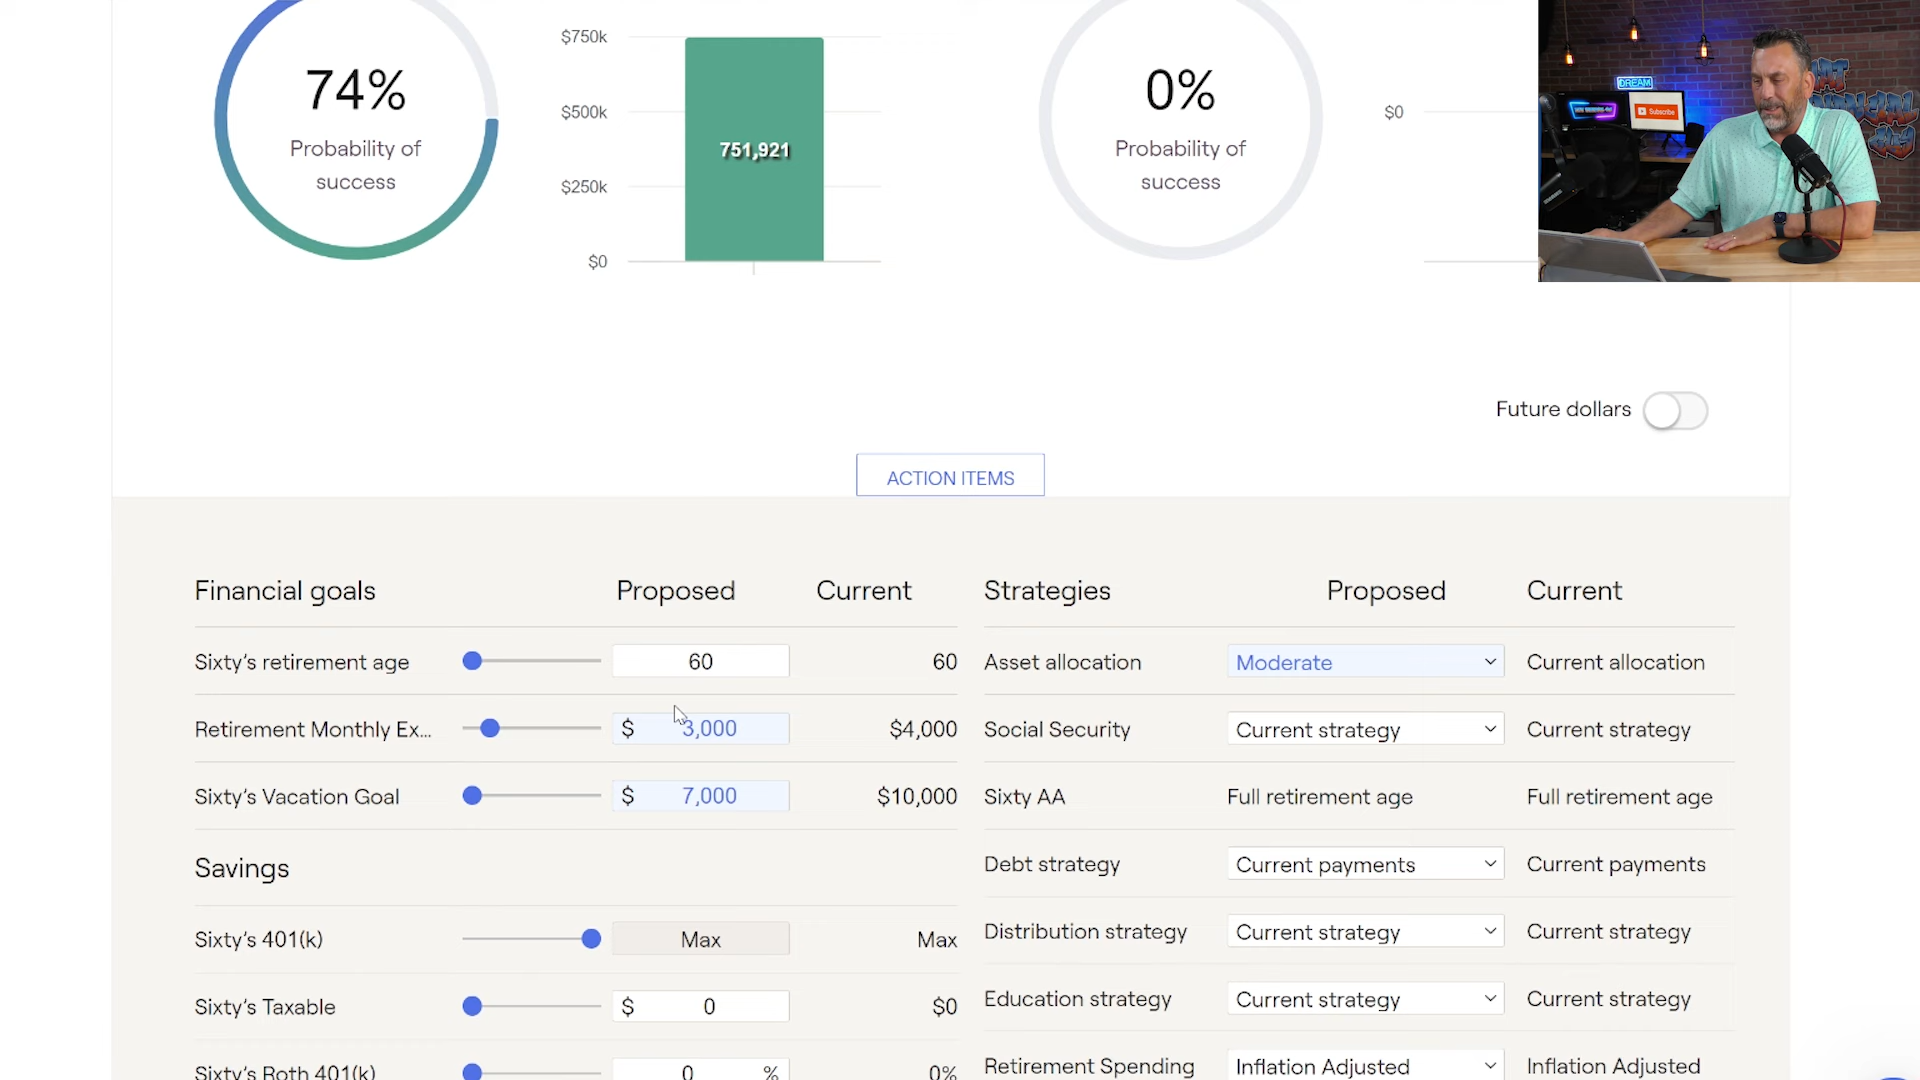 74%
Probability of
success
$750k
$500k
$250k
$0
751,921
0%
Probability of
success
$0
DREAM
Subscribe
Future dollars
ACTION ITEMS
Financial goals Proposed Current
Sixty's retirement age 60 60
Retirement Monthly Ex... $ 3,000 $4,000
Sixty's Vacation Goal $ 7,000 $10,000
Savings
Sixty's 401(k) Max Max
Sixty's Taxable $ 0 $0
Sixty's Roth 401(k) 0 % 0%
Strategies Proposed Current
Asset allocation Moderate Current allocation
Social Security Current strategy Current strategy
Sixty AA Full retirement age Full retirement age
Debt strategy Current payments Current payments
Distribution strategy Current strategy Current strategy
Education strategy Current strategy Current strategy
Retirement Spending Inflation Adjusted Inflation Adjusted